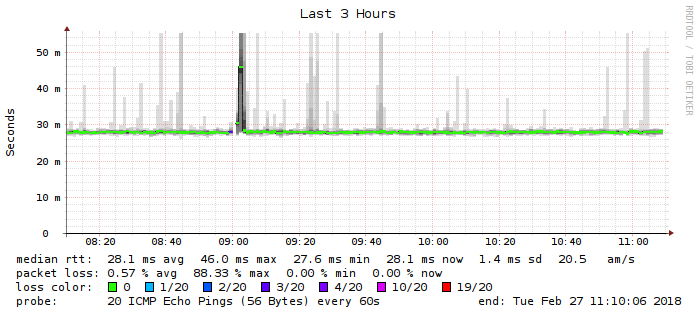 Last 3 Hours
RRDTOOL / TOBI OETIKER
Seconds
50 m
40 m
30 m
20 m
10 m
0
08:20 08:40 09:00 09:20 09:40 10:00 10:20 10:40 11:00
median rtt: 28.1 ms avg 46.0 ms max 27.6 ms min 28.1 ms now 1.4 ms sd 20.5 am/s
packet loss: 0.57 % avg 88.33 % max 0.00 % min 0.00 % now
loss color: 0 1/20 2/20 3/20 4/20 10/20 19/20
probe: 20 ICMP Echo Pings (56 Bytes) every 60s end: Tue Feb 27 11:10:06 2018